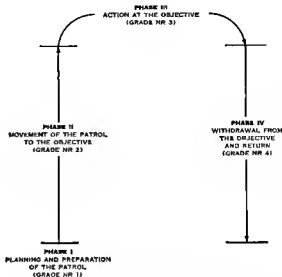 PHASE III
ACTION AT THE OBJECTIVE
(GRADE NR 3)
PHASE II
MOVEMENT OF THE PATROL
TO THE OBJECTIVE
(GRADE NR 2)
PHASE IV
WITHDRAWAL FROM
THE OBJECTIVE
AND RETURN
(GRADE NR 4)
PHASE I
PLANNING AND PREPARATION
OF THE PATROL
(GRADE NR 1)